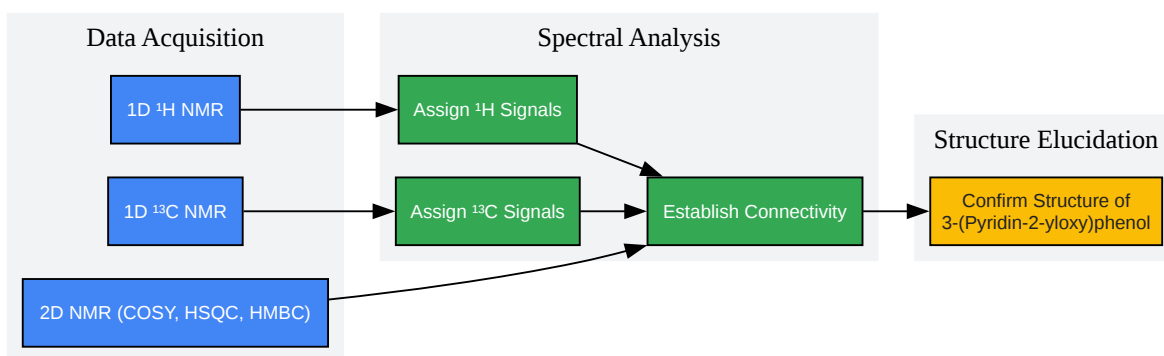 Data Acquisition
1D ¹H NMR
1D ¹³C NMR
2D NMR (COSY, HSQC, HMBC)
Spectral Analysis
Assign ¹H Signals
Assign ¹³C Signals
Establish Connectivity
Structure Elucidation
Confirm Structure of
3-(Pyridin-2-yloxy)phenol